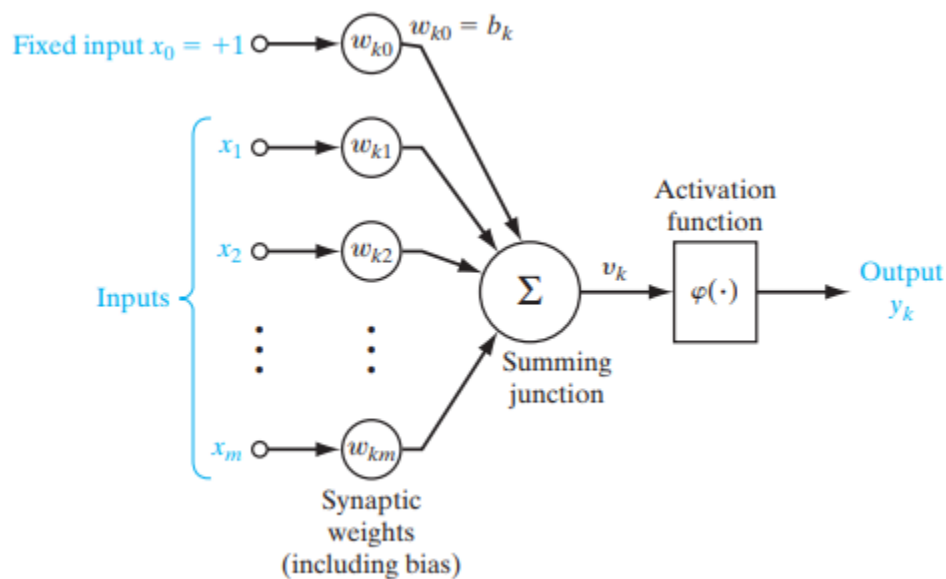 Fixed input x₀ = +1
wₖ₀
wₖ₀ = bₖ
x₁
wₖ₁
x₂
wₖ₂
Inputs
xₘ
wₖₘ
Σ
Summing
junction
vₖ
Activation
function
φ(·)
Output
yₖ
Synaptic
weights
(including bias)